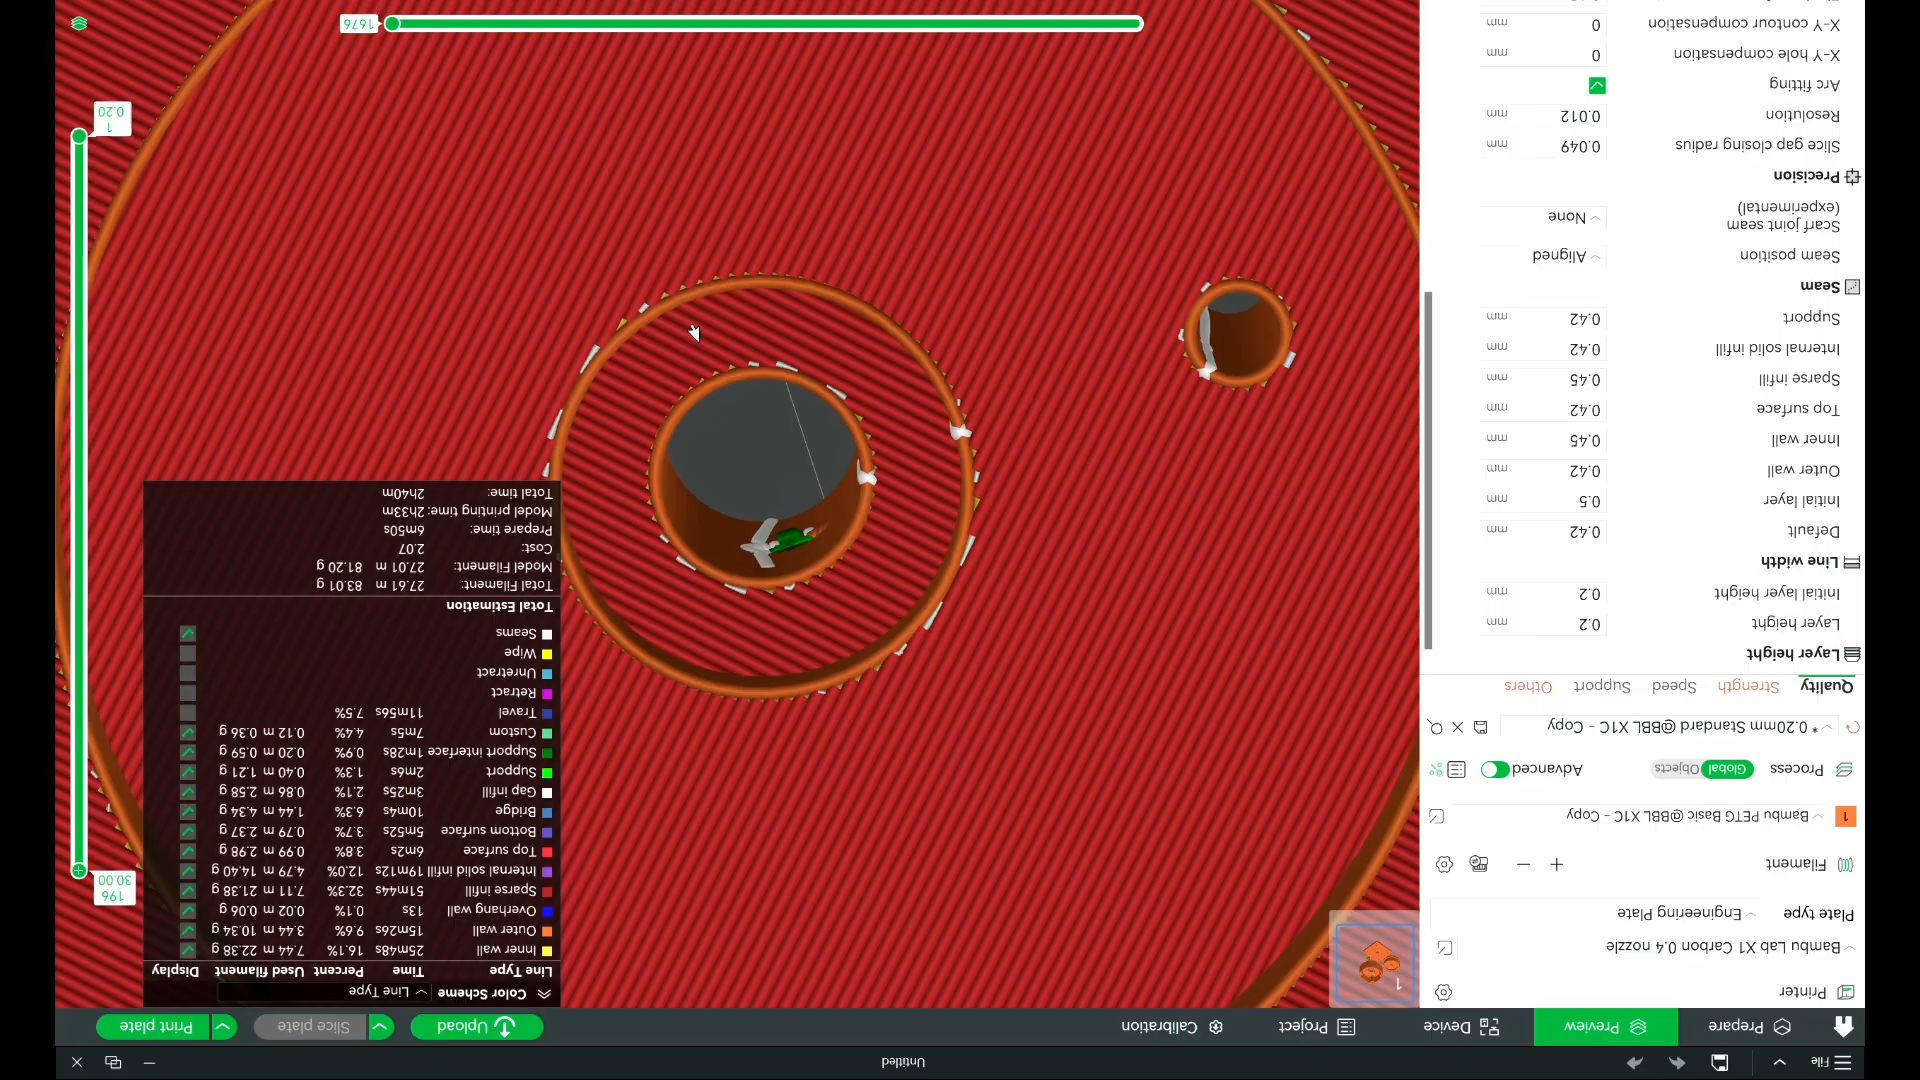 File
Untitled
Prepare
Preview
Device
Project
Calibration
Upload
Slice plate
Print plate
Printer
Bambu Lab X1 Carbon 0.4 nozzle
Plate type Engineering Plate
Filament
1 Bambu PETG Basic @BBL X1C - Copy
Process Global Objects Advanced
* 0.20mm Standard @BBL X1C - Copy
Quality Strength Speed Support Others
Layer height
Layer height 0.2 mm
Initial layer height 0.2 mm
Line width
Default 0.42 mm
Initial layer 0.5 mm
Outer wall 0.42 mm
Inner wall 0.45 mm
Top surface 0.42 mm
Sparse infill 0.45 mm
Internal solid infill 0.42 mm
Support 0.42 mm
Seam
Seam position Aligned
Scarf joint seam
(experimental) None
Precision
Slice gap closing radius 0.049 mm
Resolution 0.012 mm
Arc fitting
X-Y hole compensation 0 mm
X-Y contour compensation 0 mm
1
Color Scheme Line Type
Line Type Time Percent Used filament Display
Inner wall 25m48s 16.1% 7.44 m 22.38 g
Outer wall 15m26s 9.6% 3.44 m 10.34 g
Overhang wall 13s 0.1% 0.02 m 0.06 g
Sparse infill 51m44s 32.3% 7.11 m 21.38 g
Internal solid infill 19m12s 12.0% 4.79 m 14.40 g
Top surface 6m2s 3.8% 0.99 m 2.98 g
Bottom surface 5m52s 3.7% 0.79 m 2.37 g
Bridge 10m4s 6.3% 1.44 m 4.34 g
Gap infill 3m25s 2.1% 0.86 m 2.58 g
Support 2m6s 1.3% 0.40 m 1.21 g
Support interface 1m28s 0.9% 0.20 m 0.59 g
Custom 7m5s 4.4% 0.12 m 0.36 g
Travel 11m56s 7.5%
Retract
Unretract
Wipe
Seams
Total Estimation
Total Filament: 27.61 m 83.01 g
Model Filament: 27.01 m 81.20 g
Cost: 2.07
Prepare time: 6m50s
Model printing time: 2h33m
Total time: 2h40m
196
30.00
1
0.20
1676